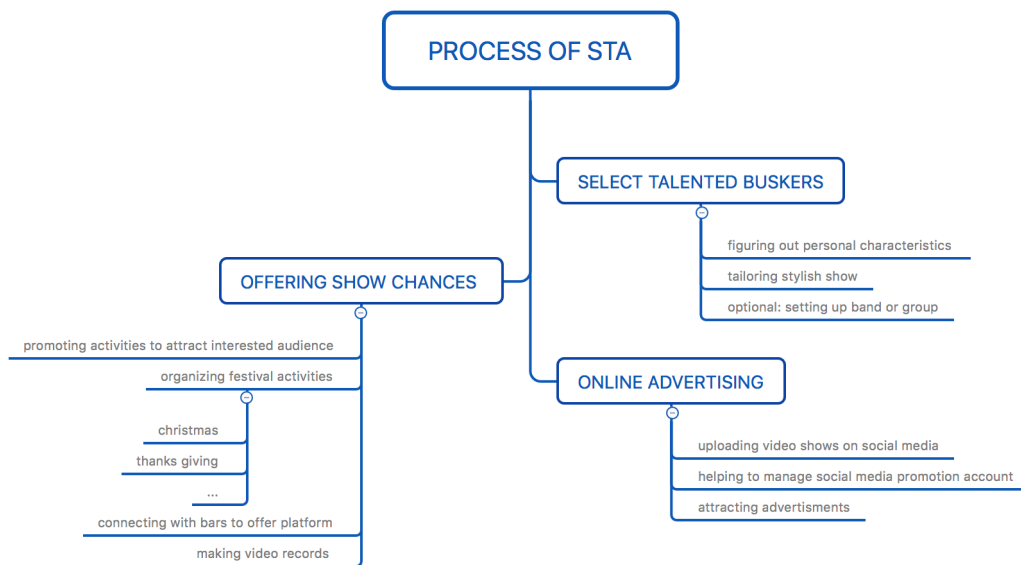 PROCESS OF STA
SELECT TALENTED BUSKERS
figuring out personal characteristics
tailoring stylish show
optional: setting up band or group
OFFERING SHOW CHANCES
promoting activities to attract interested audience
organizing festival activities
christmas
thanks giving
...
connecting with bars to offer platform
making video records
ONLINE ADVERTISING
uploading video shows on social media
helping to manage social media promotion account
attracting advertisments